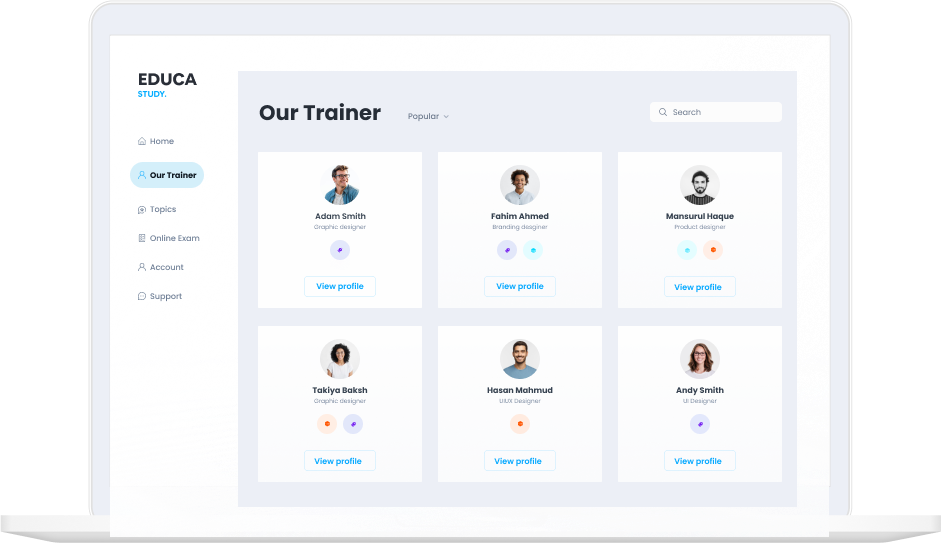 EDUCA
STUDY.
Home
Our Trainer
Topics
Online Exam
Account
Support
Our Trainer
Popular
Search
Adam Smith
Graphic designer
View profile
Fahim Ahmed
Branding designer
View profile
Mansurul Haque
Product designer
View profile
Takiya Baksh
Graphic designer
View profile
Hasan Mahmud
UIUX Designer
View profile
Andy Smith
UI Designer
View profile